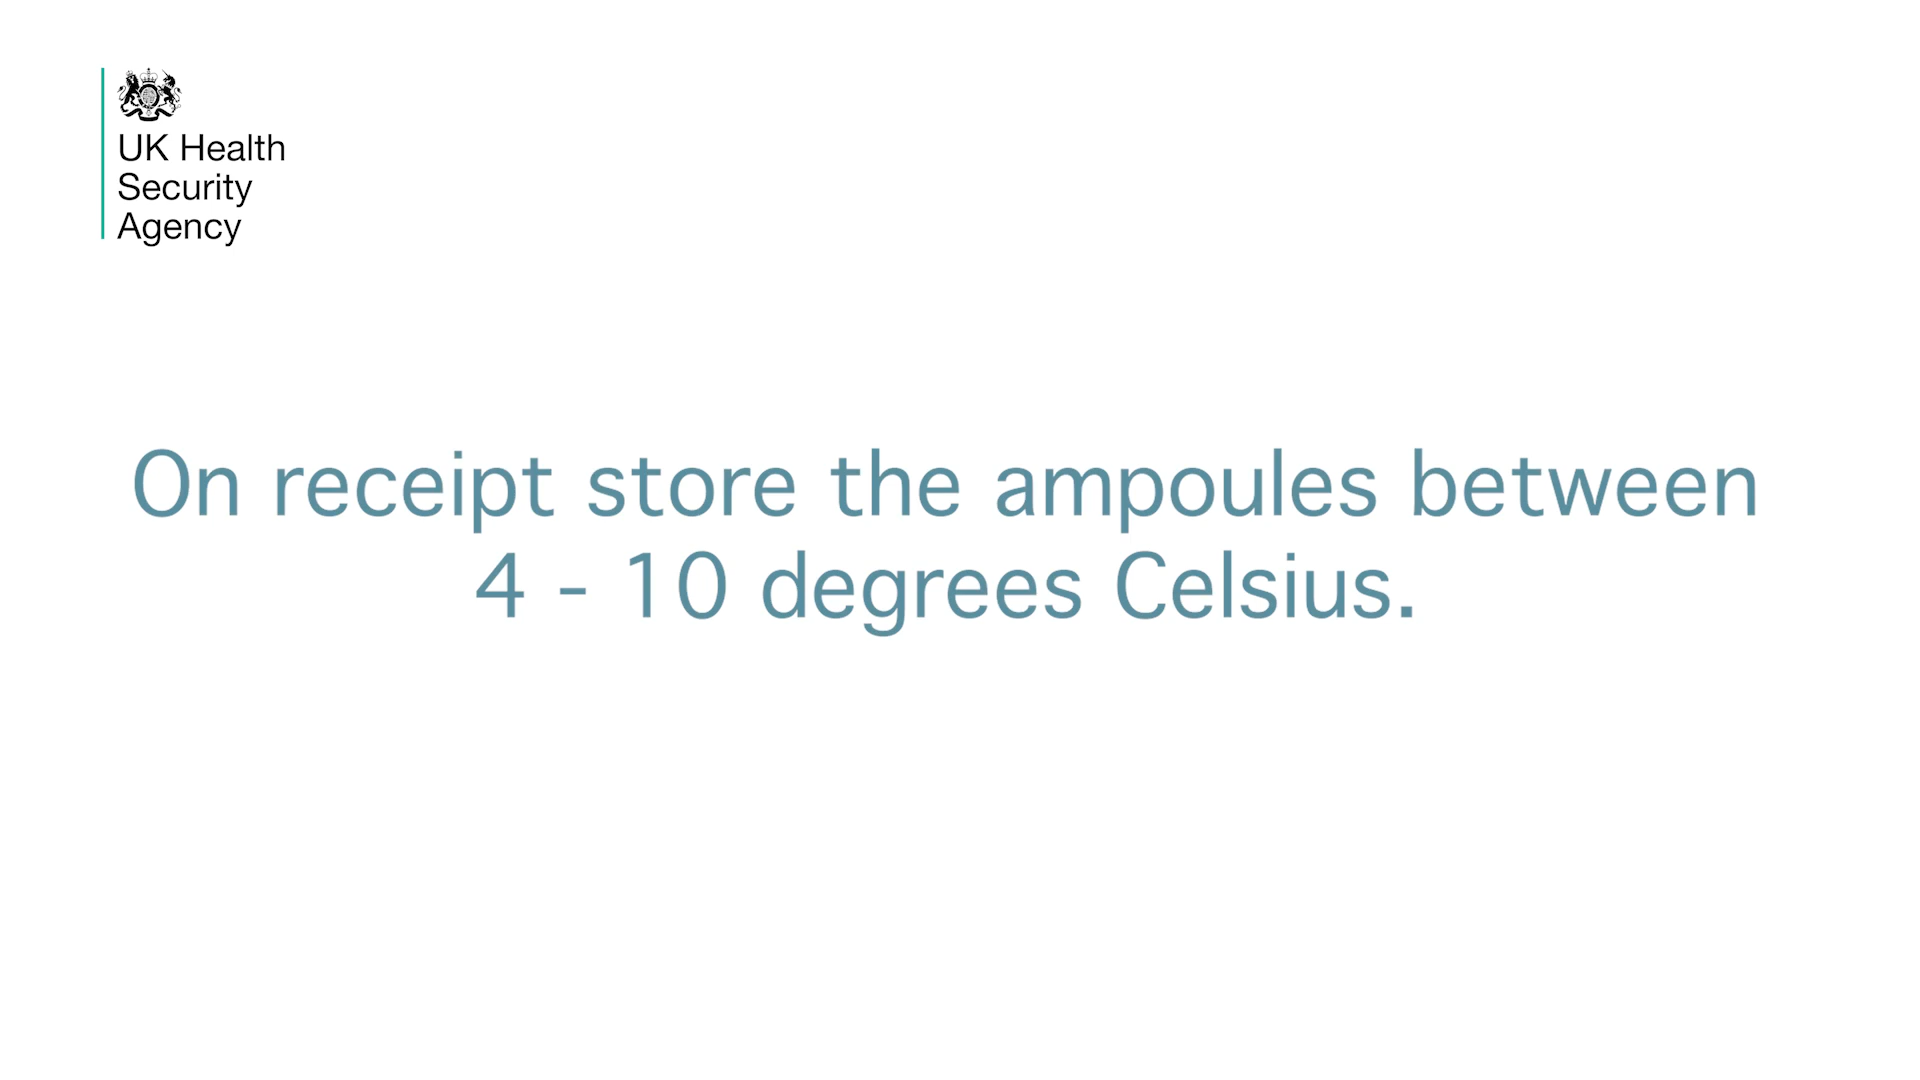 UK Health
Security
Agency
On receipt store the ampoules between
4 - 10 degrees Celsius.